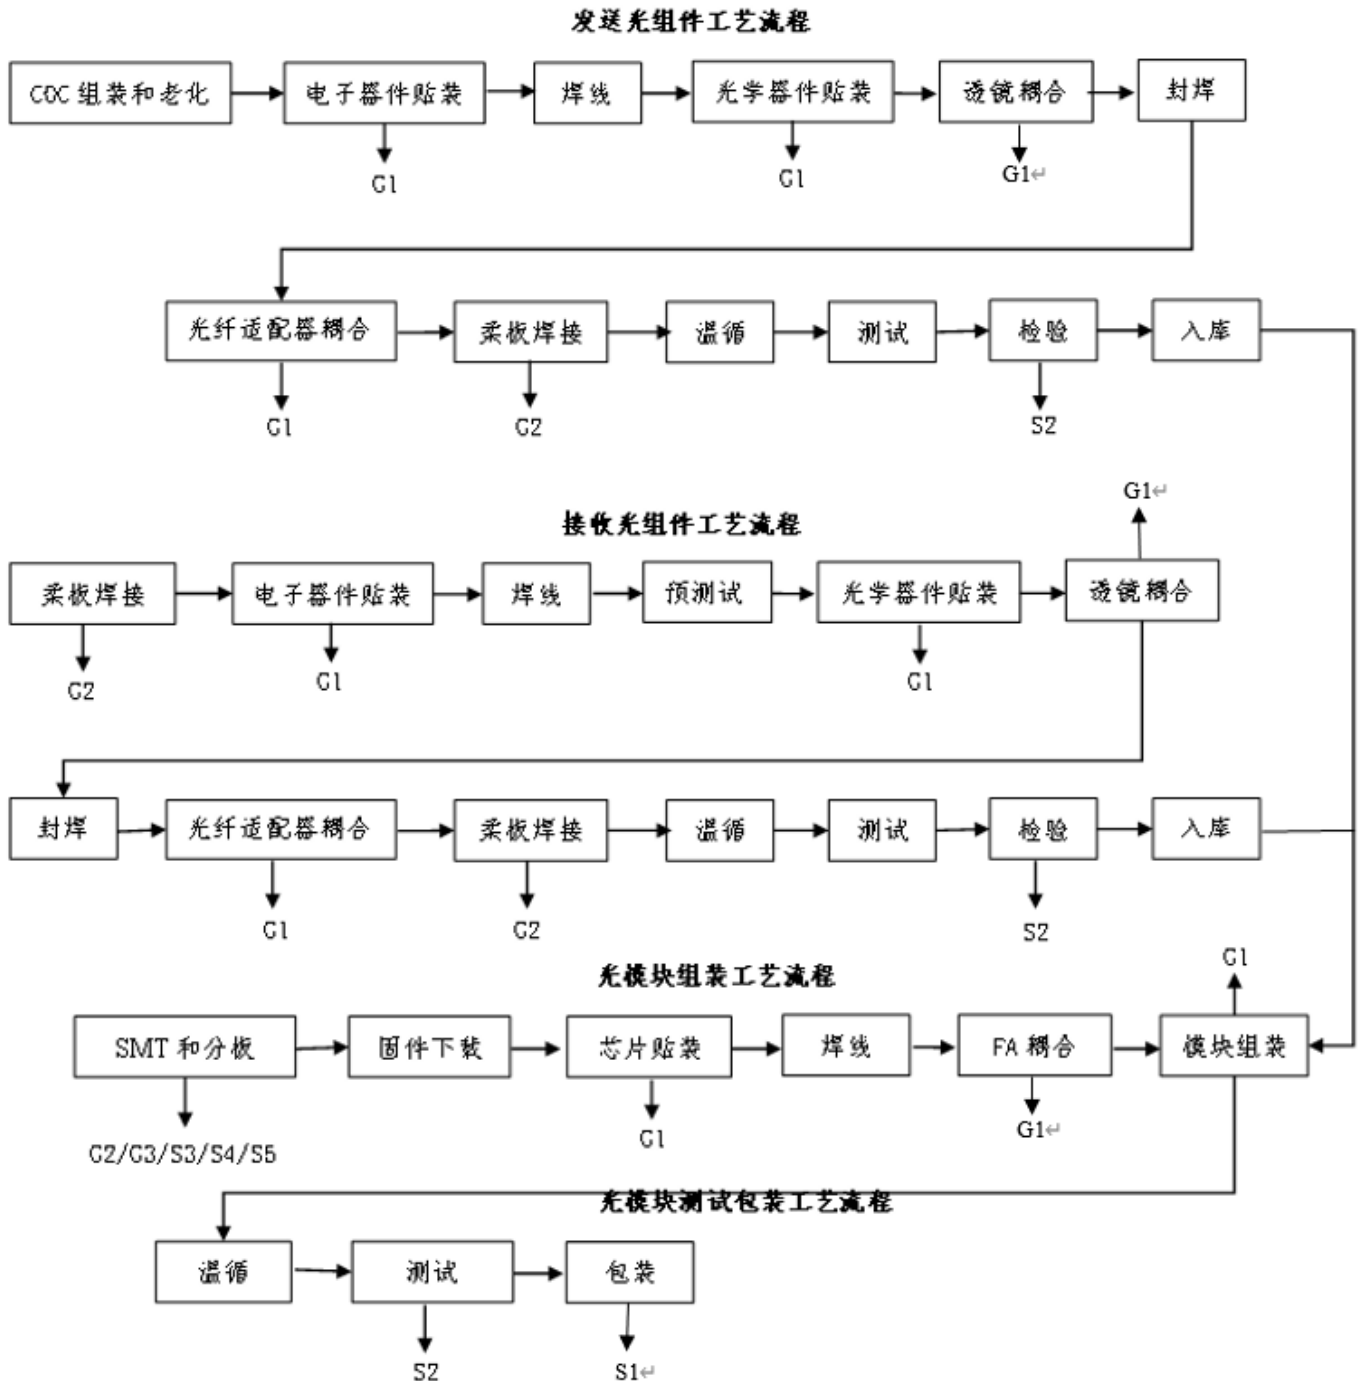 发送光组件工艺流程
COC 组装和老化
电子器件贴装
焊线
光学器件贴装
透镜耦合
封焊
G1
G1
G1↵
光纤适配器耦合
柔板焊接
温循
测试
检验
入库
G1
G2
S2
G1↵
接收光组件工艺流程
柔板焊接
电子器件贴装
焊线
预测试
光学器件贴装
透镜耦合
G2
G1
G1
封焊
光纤适配器耦合
柔板焊接
温循
测试
检验
入库
G1
G2
S2
光模块组装工艺流程
G1
SMT 和分板
固件下载
芯片贴装
焊线
FA 耦合
模块组装
G2/G3/S3/S4/S5
G1
G1↵
光模块测试包装工艺流程
温循
测试
包装
S2
S1↵